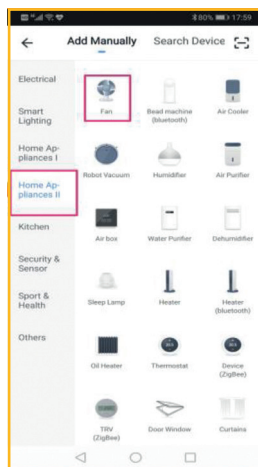 80% 17:59
Add Manually Search Device
Electrical
Smart
Lighting
Home Ap-
pliances I
Home Ap-
pliances II
Kitchen
Security &
Sensor
Sport &
Health
Others
Fan
Bead machine
(bluetooth)
Air Cooler
Robot Vacuum
Humidifier
Air Purifier
Air box
Water Purifier
Dehumidifier
Sleep Lamp
Heater
Heater
(bluetooth)
Oil Heater
Thermostat
Device
(ZigBee)
TRV
(ZigBee)
Door Window
Curtains